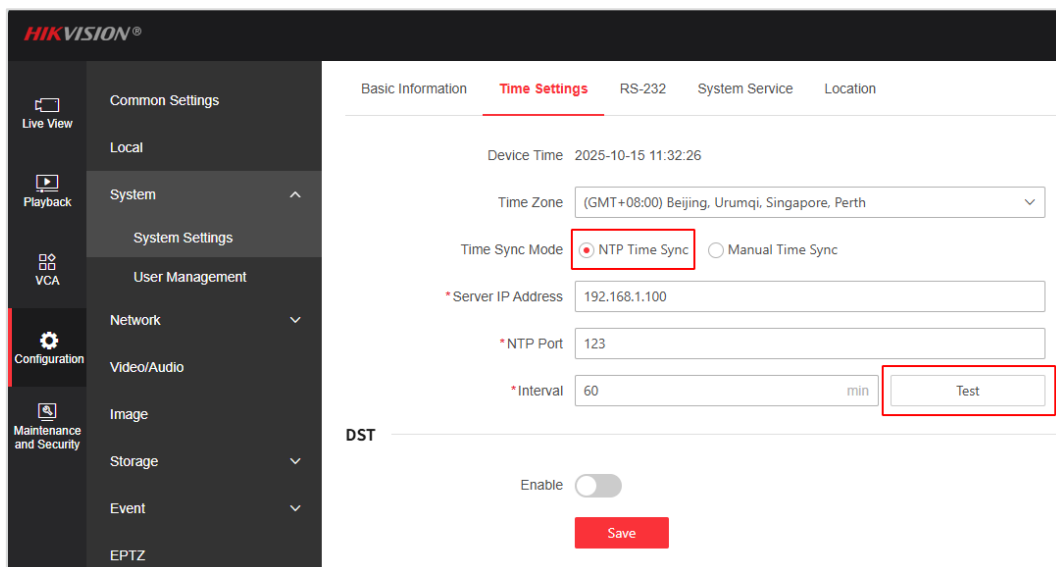 HIKVISION®
Live View
Playback
VCA
Configuration
Maintenance
and Security
Common Settings
Local
System
System Settings
User Management
Network
Video/Audio
Image
Storage
Event
EPTZ
Basic Information Time Settings RS-232 System Service Location
Device Time 2025-10-15 11:32:26
Time Zone (GMT+08:00) Beijing, Urumqi, Singapore, Perth
Time Sync Mode NTP Time Sync Manual Time Sync
*Server IP Address 192.168.1.100
*NTP Port 123
*Interval 60 min Test
DST
Enable
Save